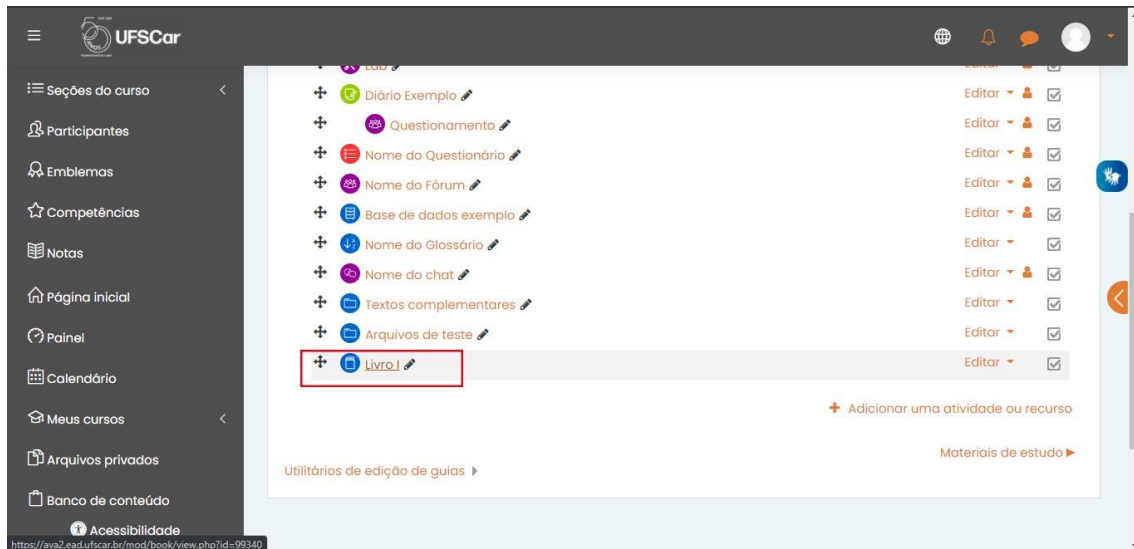 UFSCar
Seções do curso
Participantes
Emblemas
Competências
Notas
Página inicial
Painel
Calendário
Meus cursos
Arquivos privados
Banco de conteúdo
Acessibilidade
https://ava2.ead.ufscar.br/mod/book/view.php?id=99340
Lab
Diário Exemplo Editar
Questionamento Editar
Nome do Questionário Editar
Nome do Fórum Editar
Base de dados exemplo Editar
Nome do Glossário Editar
Nome do chat Editar
Textos complementares Editar
Arquivos de teste Editar
Livro I Editar
Adicionar uma atividade ou recurso
Materiais de estudo
Utilitários de edição de guias